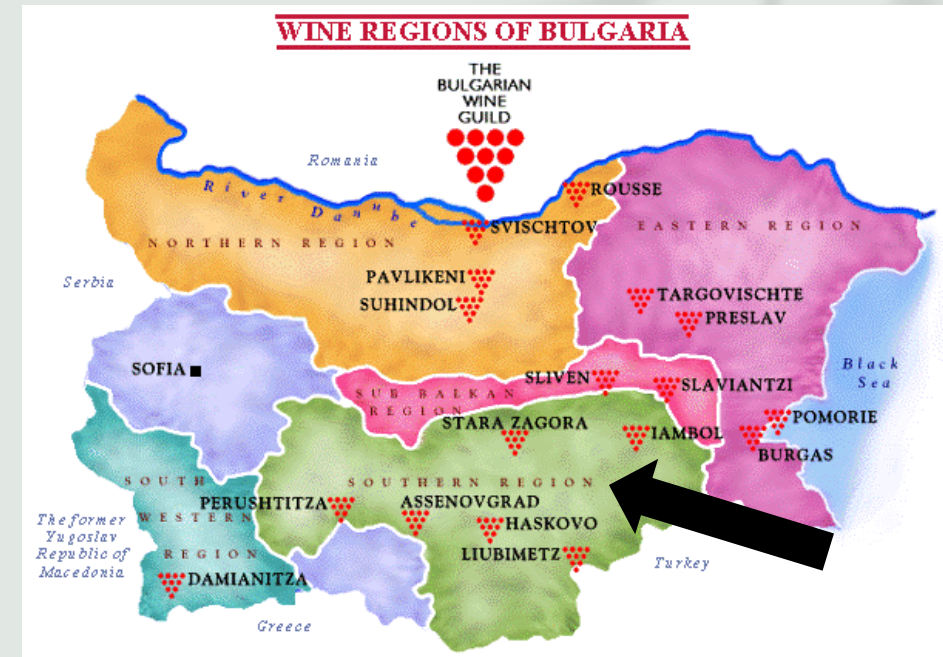 WINE REGIONS OF BULGARIA
THE
BULGARIAN
WINE
GUILD
Romania
River Danube
ROUSSE
SVISCHTOV
EASTERN REGION
NORTHERN REGION
PAVLIKENI
SUHINDOL
Serbia
TARGOVISCHTE
PRESLAV
SOFIA
Black
Sea
SLIVEN
SLAVIANTZI
SUB BALKAN
REGION
STARA ZAGORA
IAMBOL
POMORIE
BURGAS
SOUTH
WESTERN
REGION
SOUTHERN REGION
PERUSHTITZA
ASSENOVGRAD
HASKOVO
LIUBIMETZ
The former
Yugoslav
Republic of
Macedonia
DAMIANITZA
Turkey
Greece